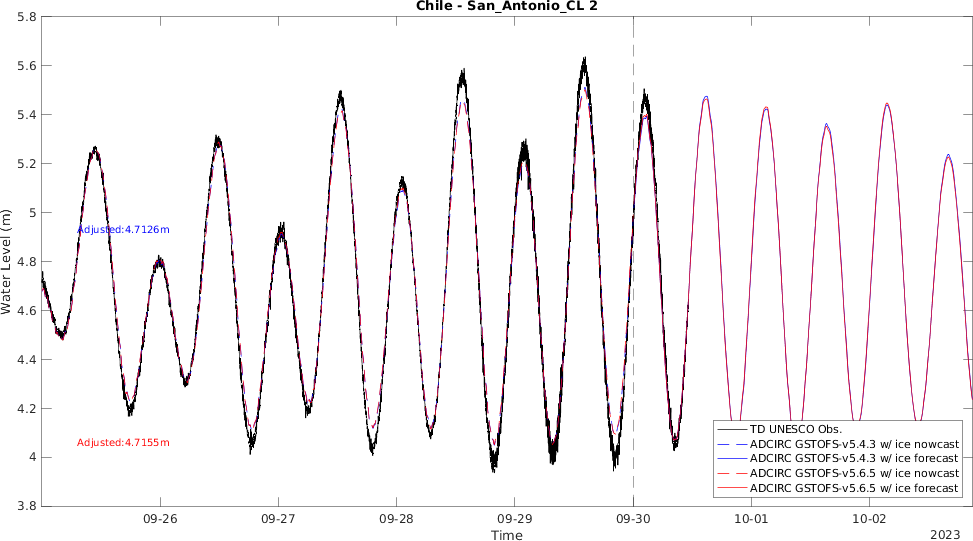 Chile - San_Antonio_CL 2
5.8
5.6
5.4
5.2
5
4.8
4.6
4.4
4.2
4
3.8
Water Level (m)
Adjusted:4.7126m
Adjusted:4.7155m
TD UNESCO Obs.
ADCIRC GSTOFS-v5.4.3 w/ ice nowcast
ADCIRC GSTOFS-v5.4.3 w/ ice forecast
ADCIRC GSTOFS-v5.6.5 w/ ice nowcast
ADCIRC GSTOFS-v5.6.5 w/ ice forecast
09-26 09-27 09-28 09-29 09-30 10-01 10-02
Time
2023